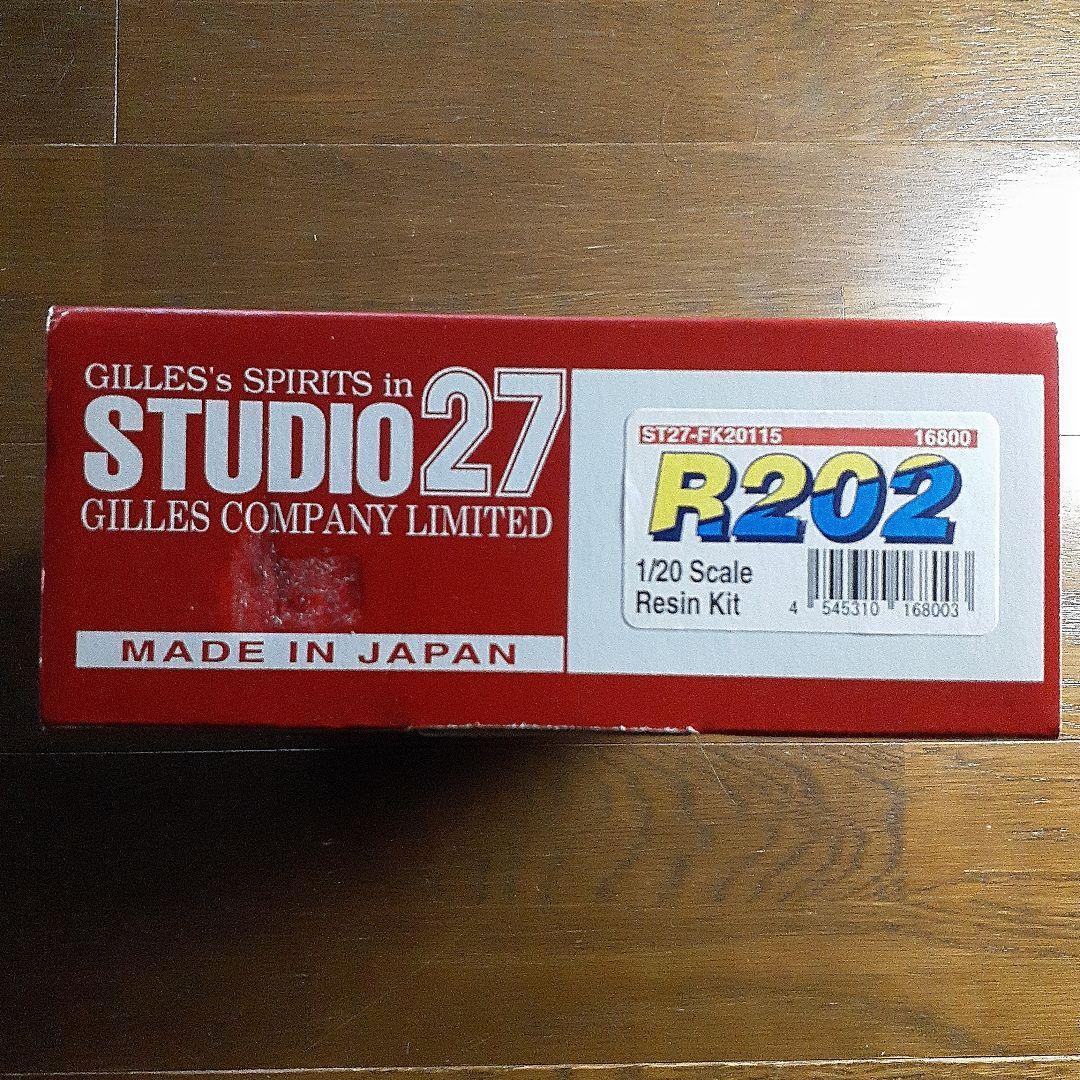 GILLES's SPIRITS in
STUDIO27
GILLES COMPANY LIMITED
MADE IN JAPAN
ST27-FK20115 16800
R202
1/20 Scale
Resin Kit
4 545310 168003